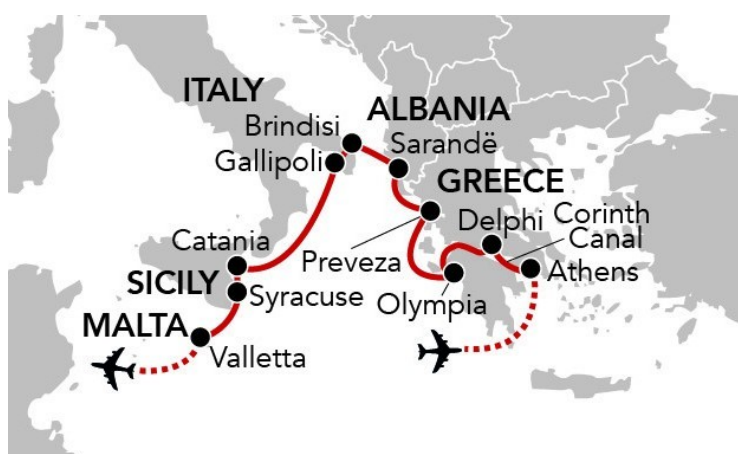 ITALY
ALBANIA
Brindisi
Sarandë
Gallipoli
GREECE
Delphi
Corinth
Canal
Catania
Preveza
Athens
SICILY
Syracuse
Olympia
MALTA
Valletta